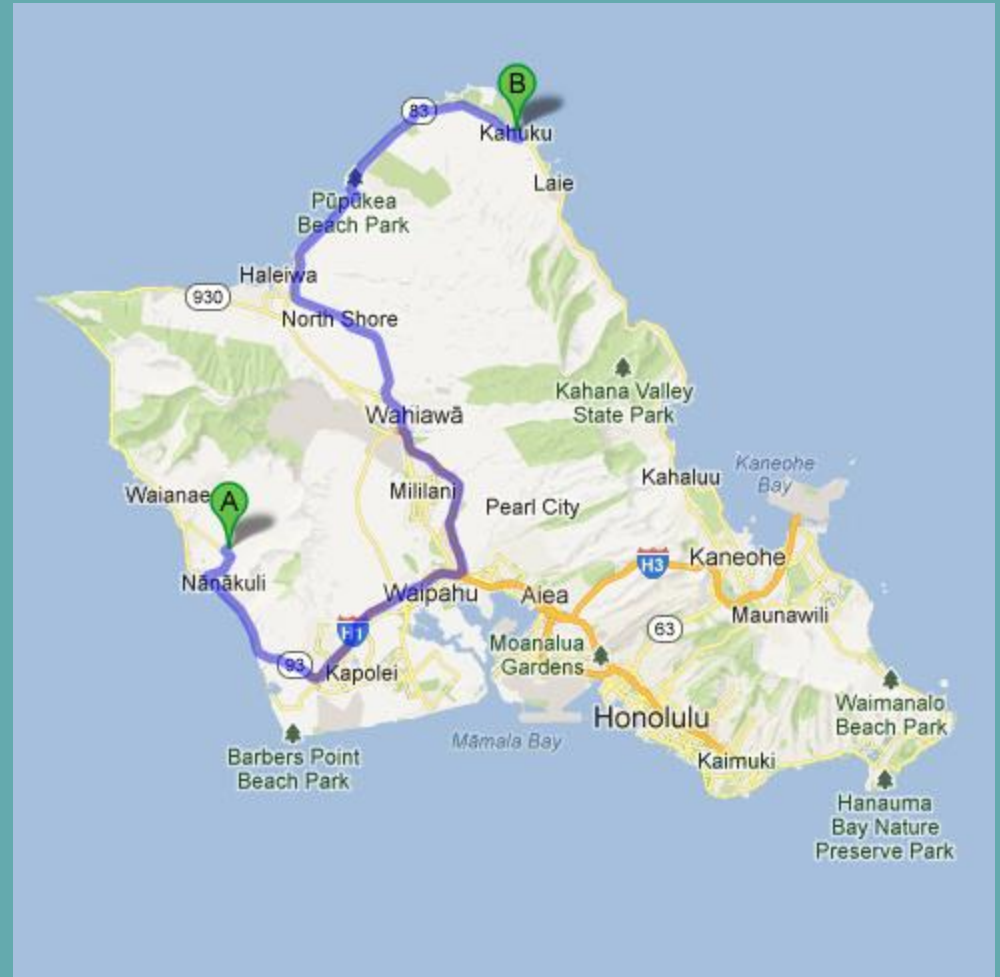 B
83
Kahuku
Laie
Pūpūkea
Beach Park
Haleiwa
930
North Shore
Kahana Valley
State Park
Wahiawā
Kaneohe
Bay
Kahaluu
Waianae
A
Mililani
Pearl City
Nānākuli
H3
Kaneohe
Waipahu
Aiea
Maunawili
H1
63
Moanalua
Gardens
93
Kapolei
Waimanalo
Beach Park
Honolulu
Māmala Bay
Barbers Point
Beach Park
Kaimuki
Hanauma
Bay Nature
Preserve Park